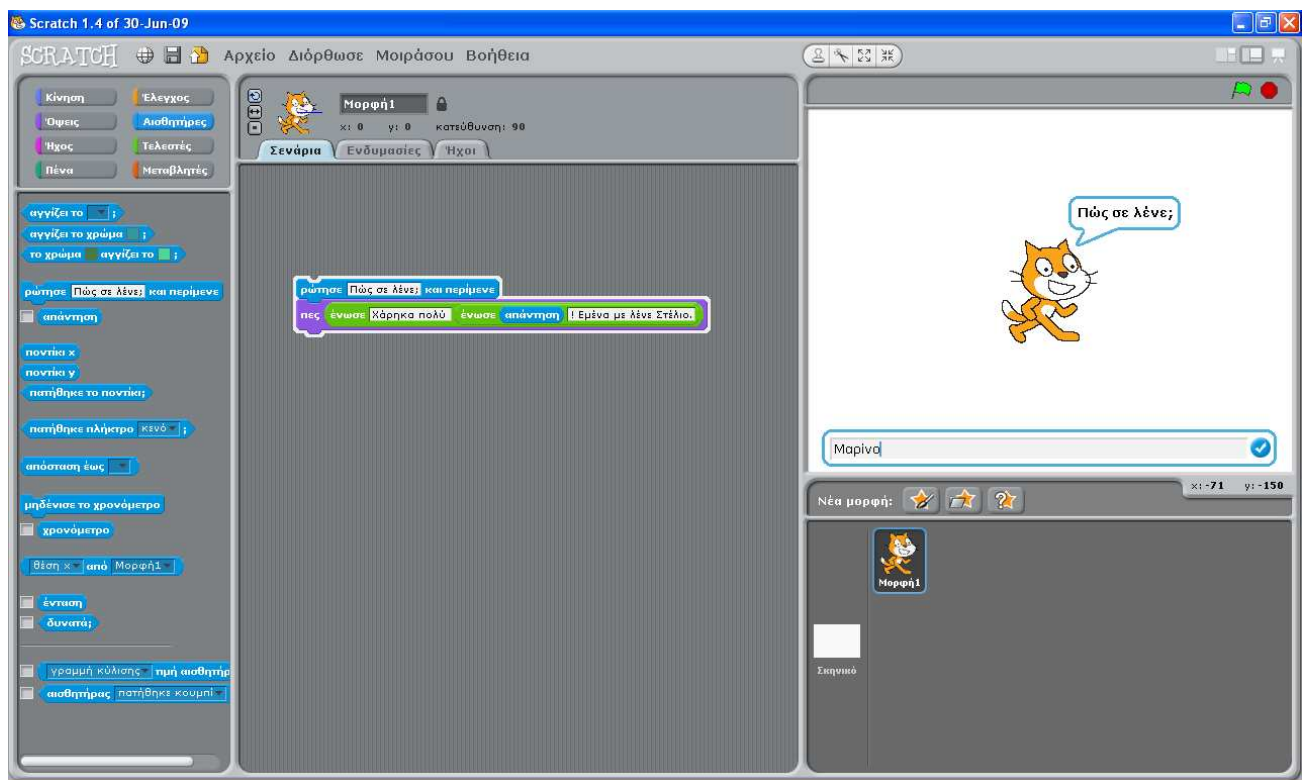 Scratch 1.4 of 30-Jun-09
SCRATCH Αρχείο Διόρθωσε Μοιράσου Βοήθεια
Κίνηση Έλεγχος
Όψεις Αισθητήρες
Ήχος Τελεστές
Πένα Μεταβλητές
αγγίζει το ;
αγγίζει το χρώμα ;
το χρώμα αγγίζει το ;
ρώτησε Πώς σε λένε; και περίμενε
απάντηση
ποντίκι x
ποντίκι y
πατήθηκε το ποντίκι;
πατήθηκε πλήκτρο κενό ;
απόσταση έως
μηδένισε το χρονόμετρο
χρονόμετρο
θέση x από Μορφή1
ένταση
δυνατά;
γραμμή κύλισης τιμή αισθητήρ
αισθητήρας πατήθηκε κουμπί
Μορφή1
x: 0 y: 0 κατεύθυνση: 90
Σενάρια Ενδυμασίες Ήχοι
ρώτησε Πώς σε λένε; και περίμενε
πες ένωσε Χάρηκα πολύ ένωσε απάντηση ! Εμένα με λένε Στέλιο.
Πώς σε λένε;
Μαρίνα
x: -71 y: -150
Νέα μορφή:
Μορφή1
Σκηνικό